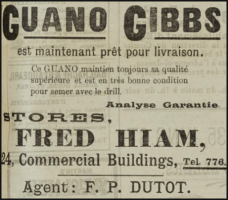 GUANO GIBBS
est maintenant prêt pour livraison.
Ce GUANO maintien toujours sa qualité
supérieure et est en très bonne condition
pour semer avec le drill.
Analyse Garantie
STORES,
FRED HIAM,
24, Commercial Buildings, Tel. 776.
Agent: F. P. DUTOT.